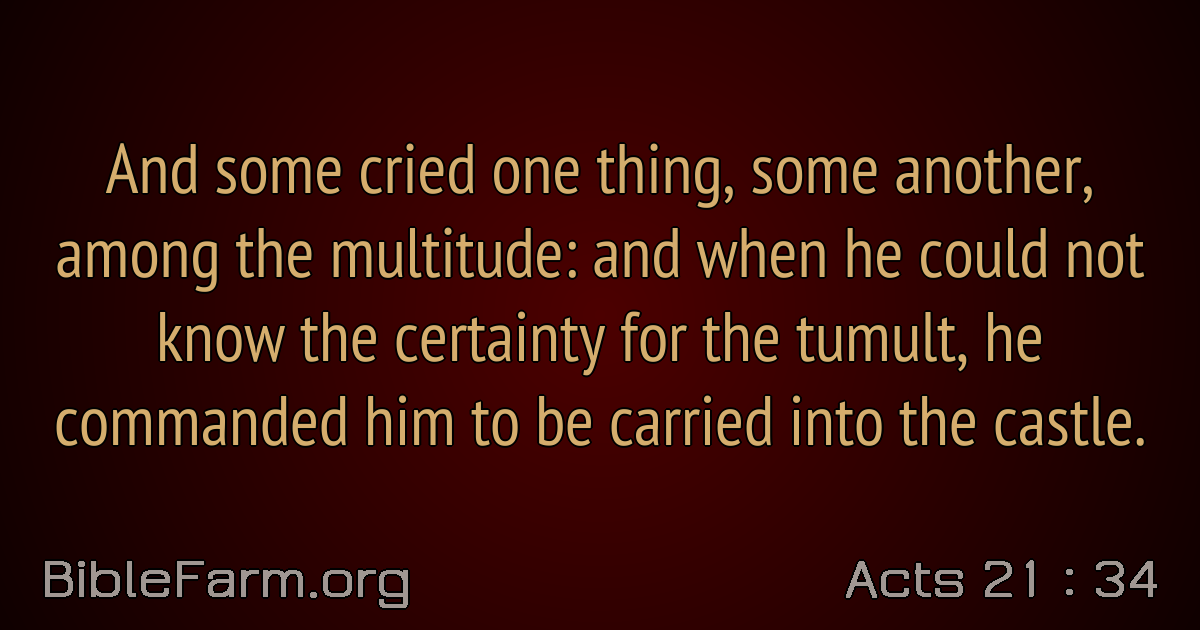 And some cried one thing, some another,
among the multitude: and when he could not
know the certainty for the tumult, he
commanded him to be carried into the castle.
BibleFarm.org
Acts 21 : 34